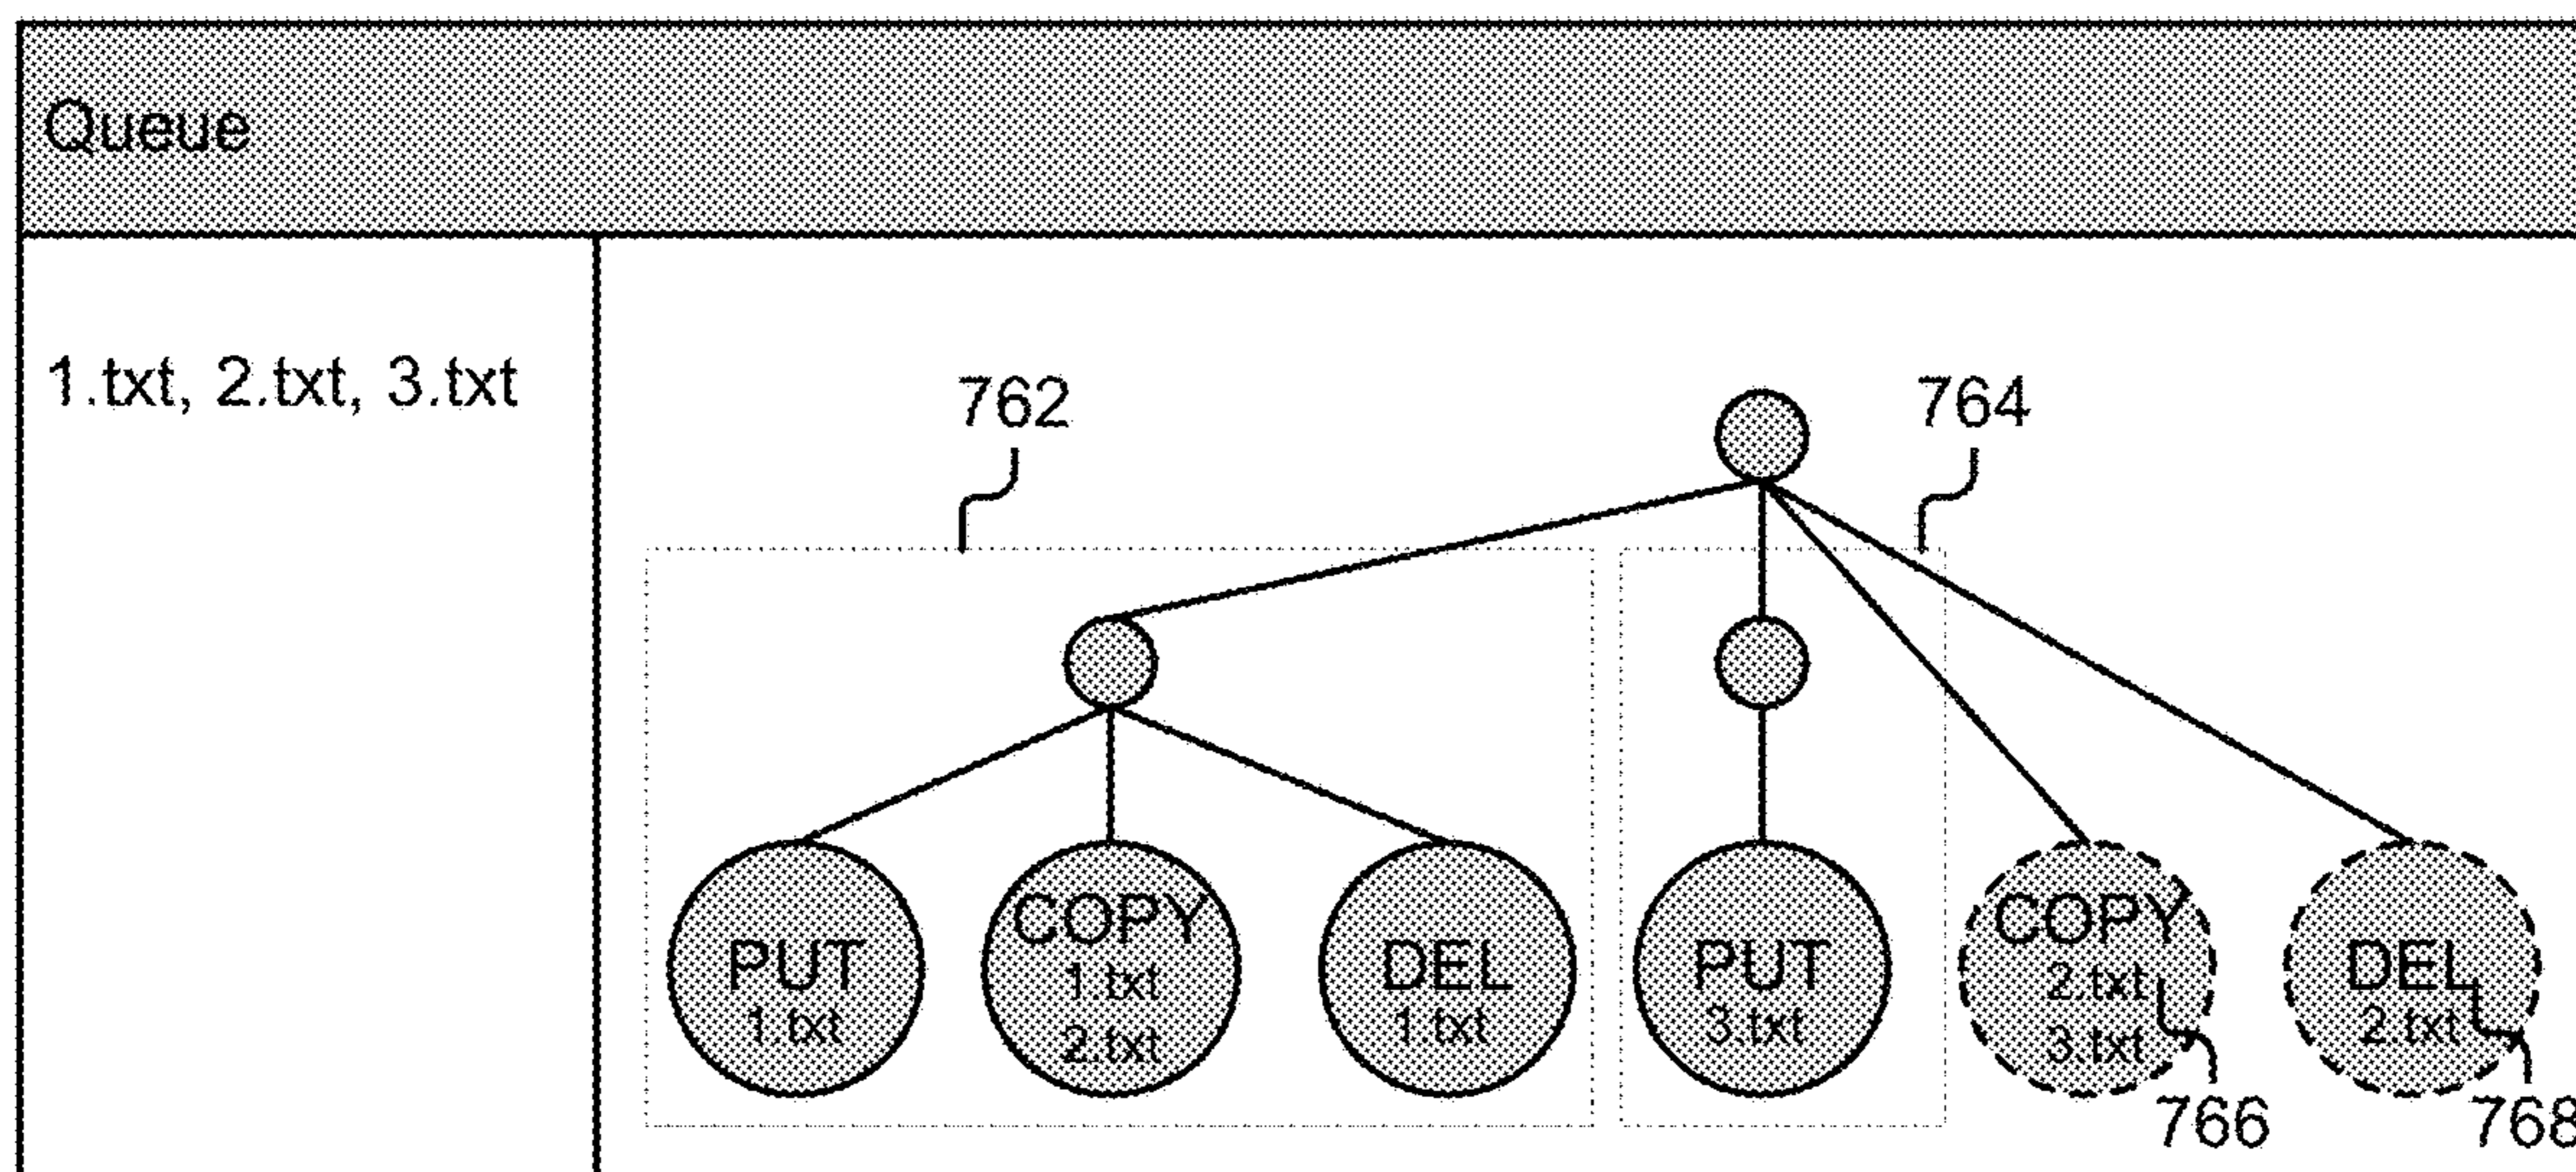 Queue
1.txt, 2.txt, 3.txt
762
764
PUT
1.txt
COPY
1.txt
2.txt
DEL
1.txt
PUT
3.txt
COPY
2.txt
3.txt
DEL
2.txt
766
768